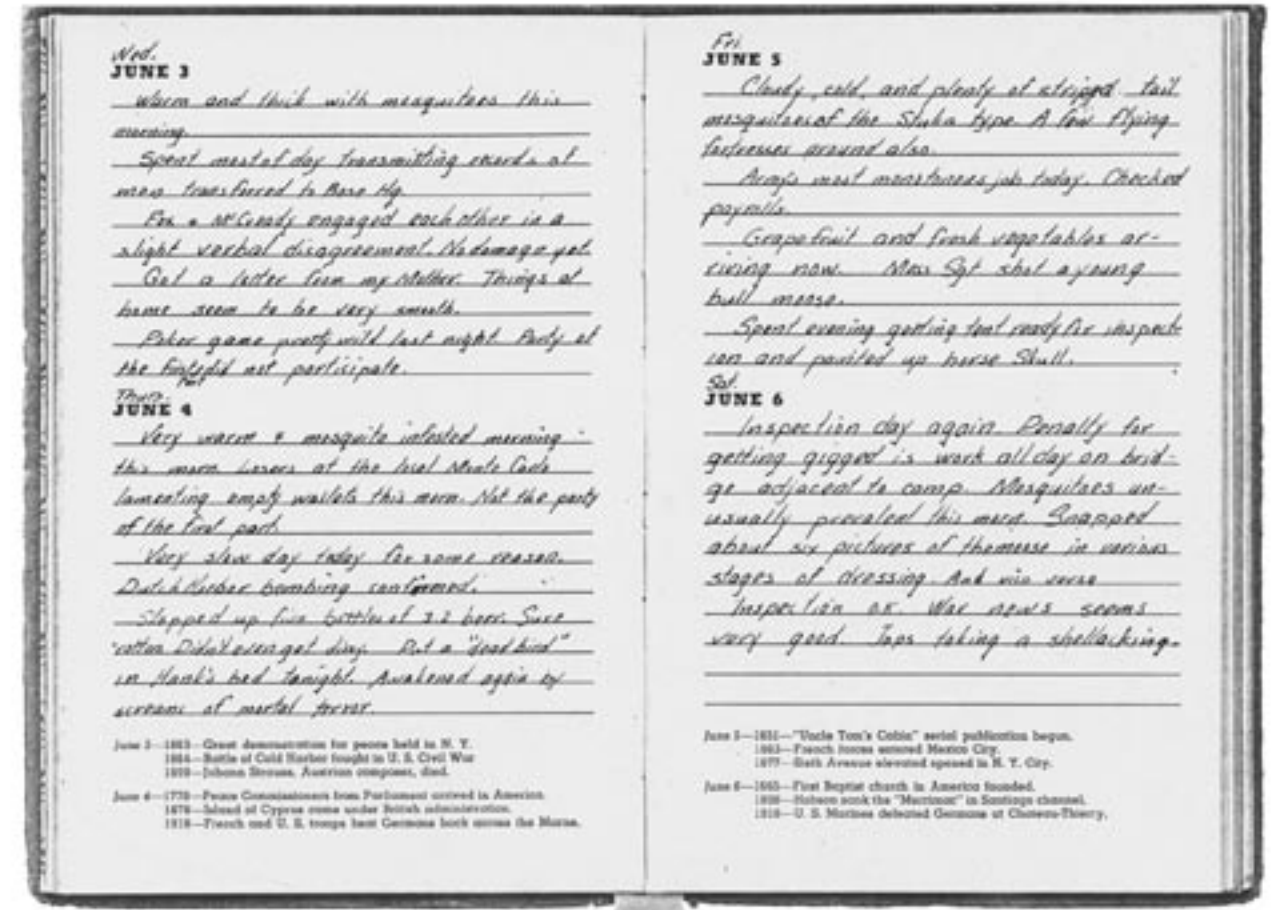 Wed.
JUNE 3
Warm and thick with mosquitoes this
morning.
Spent most of day transmitting records of
men transferred to Base Hq.
Fox & McCready engaged each other in a
slight verbal disagreement. No damage yet.
Got a letter from my Mother. Things at
home seem to be very smooth.
Poker game pretty wild last night. Party of
the first part did not participate.
Thurs.
JUNE 4
Very warm & mosquito infested morning
this morn. Losers at the local Monte Carlo
lamenting empty wallets this morn. Not the party
of the first part.
Very slow day today for some reason.
Dutch Harbor bombing confirmed.
Slopped up five bottles of 3.2 beer. Sure
rotten. Didn't even get dizzy. Put a "dead bird"
in Hank's bed tonight. Awakened again by
screams of mortal terror.
June 3—1863—Great demonstration for peace held in N. Y.
1864—Battle of Cold Harbor fought in U. S. Civil War
1899—Johann Strauss, Austrian composer, died.
June 4—1778—Peace Commissioners from Parliament arrived in America.
1878—Island of Cyprus came under British administration.
1918—French and U. S. troops beat Germans back across the Marne.
Fri.
JUNE 5
Cloudy, cold, and plenty of stripped tail
mosquitoes of the Stuka type. A few flying
fortresses around also.
Army's most monotonous job today. Checked
payrolls.
Grapefruit and fresh vegetables ar-
riving now. Mess Sgt shot a young
bull moose.
Spent evening getting tent ready for inspect-
ion and painted up horse Skull.
Sat.
JUNE 6
Inspection day again. Penalty for
getting gigged is work all day on brid-
ge adjacent to camp. Mosquitoes un-
usually prevalent this morn. Snapped
about six pictures of the moose in various
stages of dressing. And vice versa
Inspection OK. War news seems
very good. Japs taking a shellacking.
June 5—1851—"Uncle Tom's Cabin" serial publication begun.
1863—French forces entered Mexico City.
1877—Sixth Avenue elevated opened in N. Y. City.
June 6—1665—First Baptist church in America founded.
1898—Hobson sank the "Merrimac" in Santiago channel.
1918—U. S. Marines defeated Germans at Chateau-Thierry.